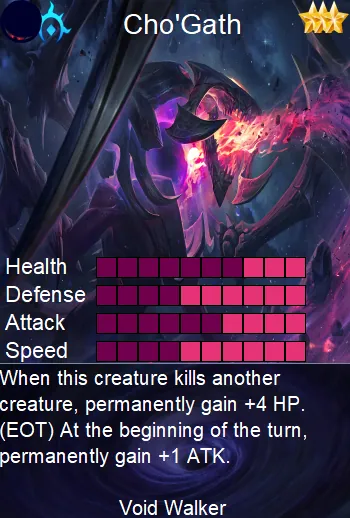 Cho'Gath
Health
Defense
Attack
Speed
When this creature kills another
creature, permanently gain +4 HP.
(EOT) At the beginning of the turn,
permanently gain +1 ATK.
Void Walker